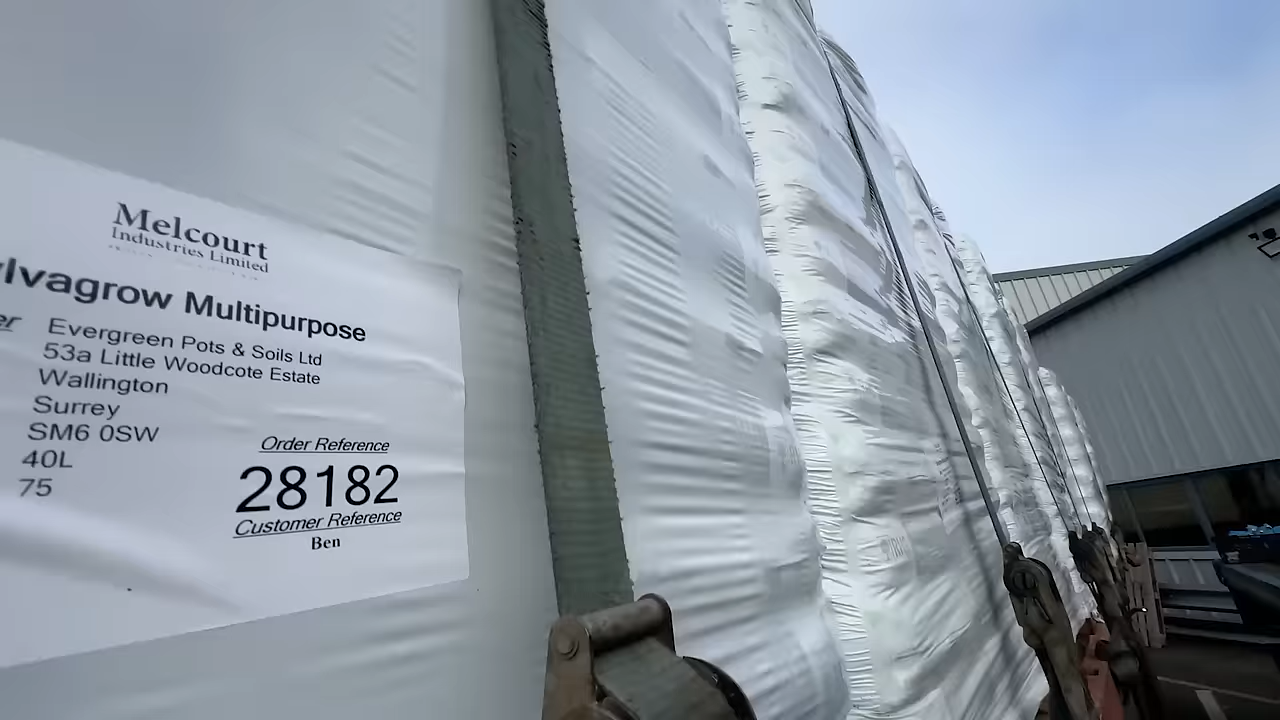 Melcourt
Industries Limited
lvagrow Multipurpose
er
Evergreen Pots & Soils Ltd
53a Little Woodcote Estate
Wallington
Surrey
SM6 0SW
40L
75
Order Reference
28182
Customer Reference
Ben